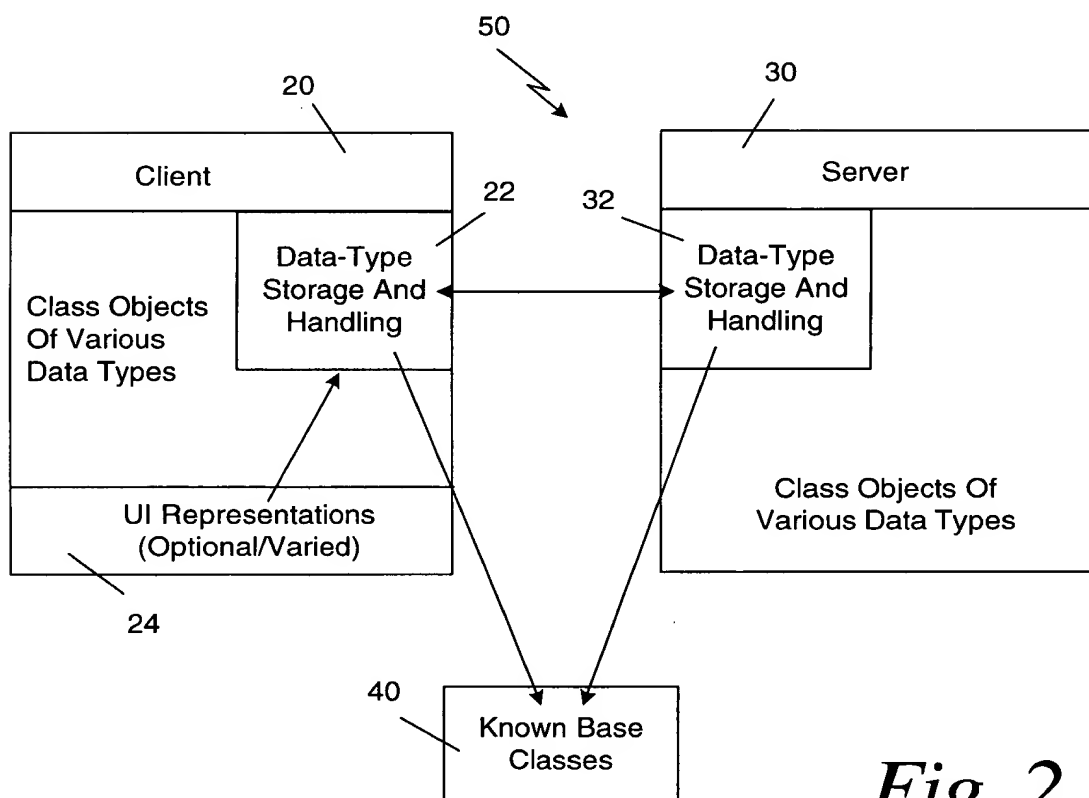 50
20
30
Client
Server
22
32
Data-Type
Storage And
Handling
Data-Type
Storage And
Handling
Class Objects
Of Various
Data Types
Class Objects Of
Various Data Types
UI Representations
(Optional/Varied)
24
40
Known Base
Classes
Fig. 2